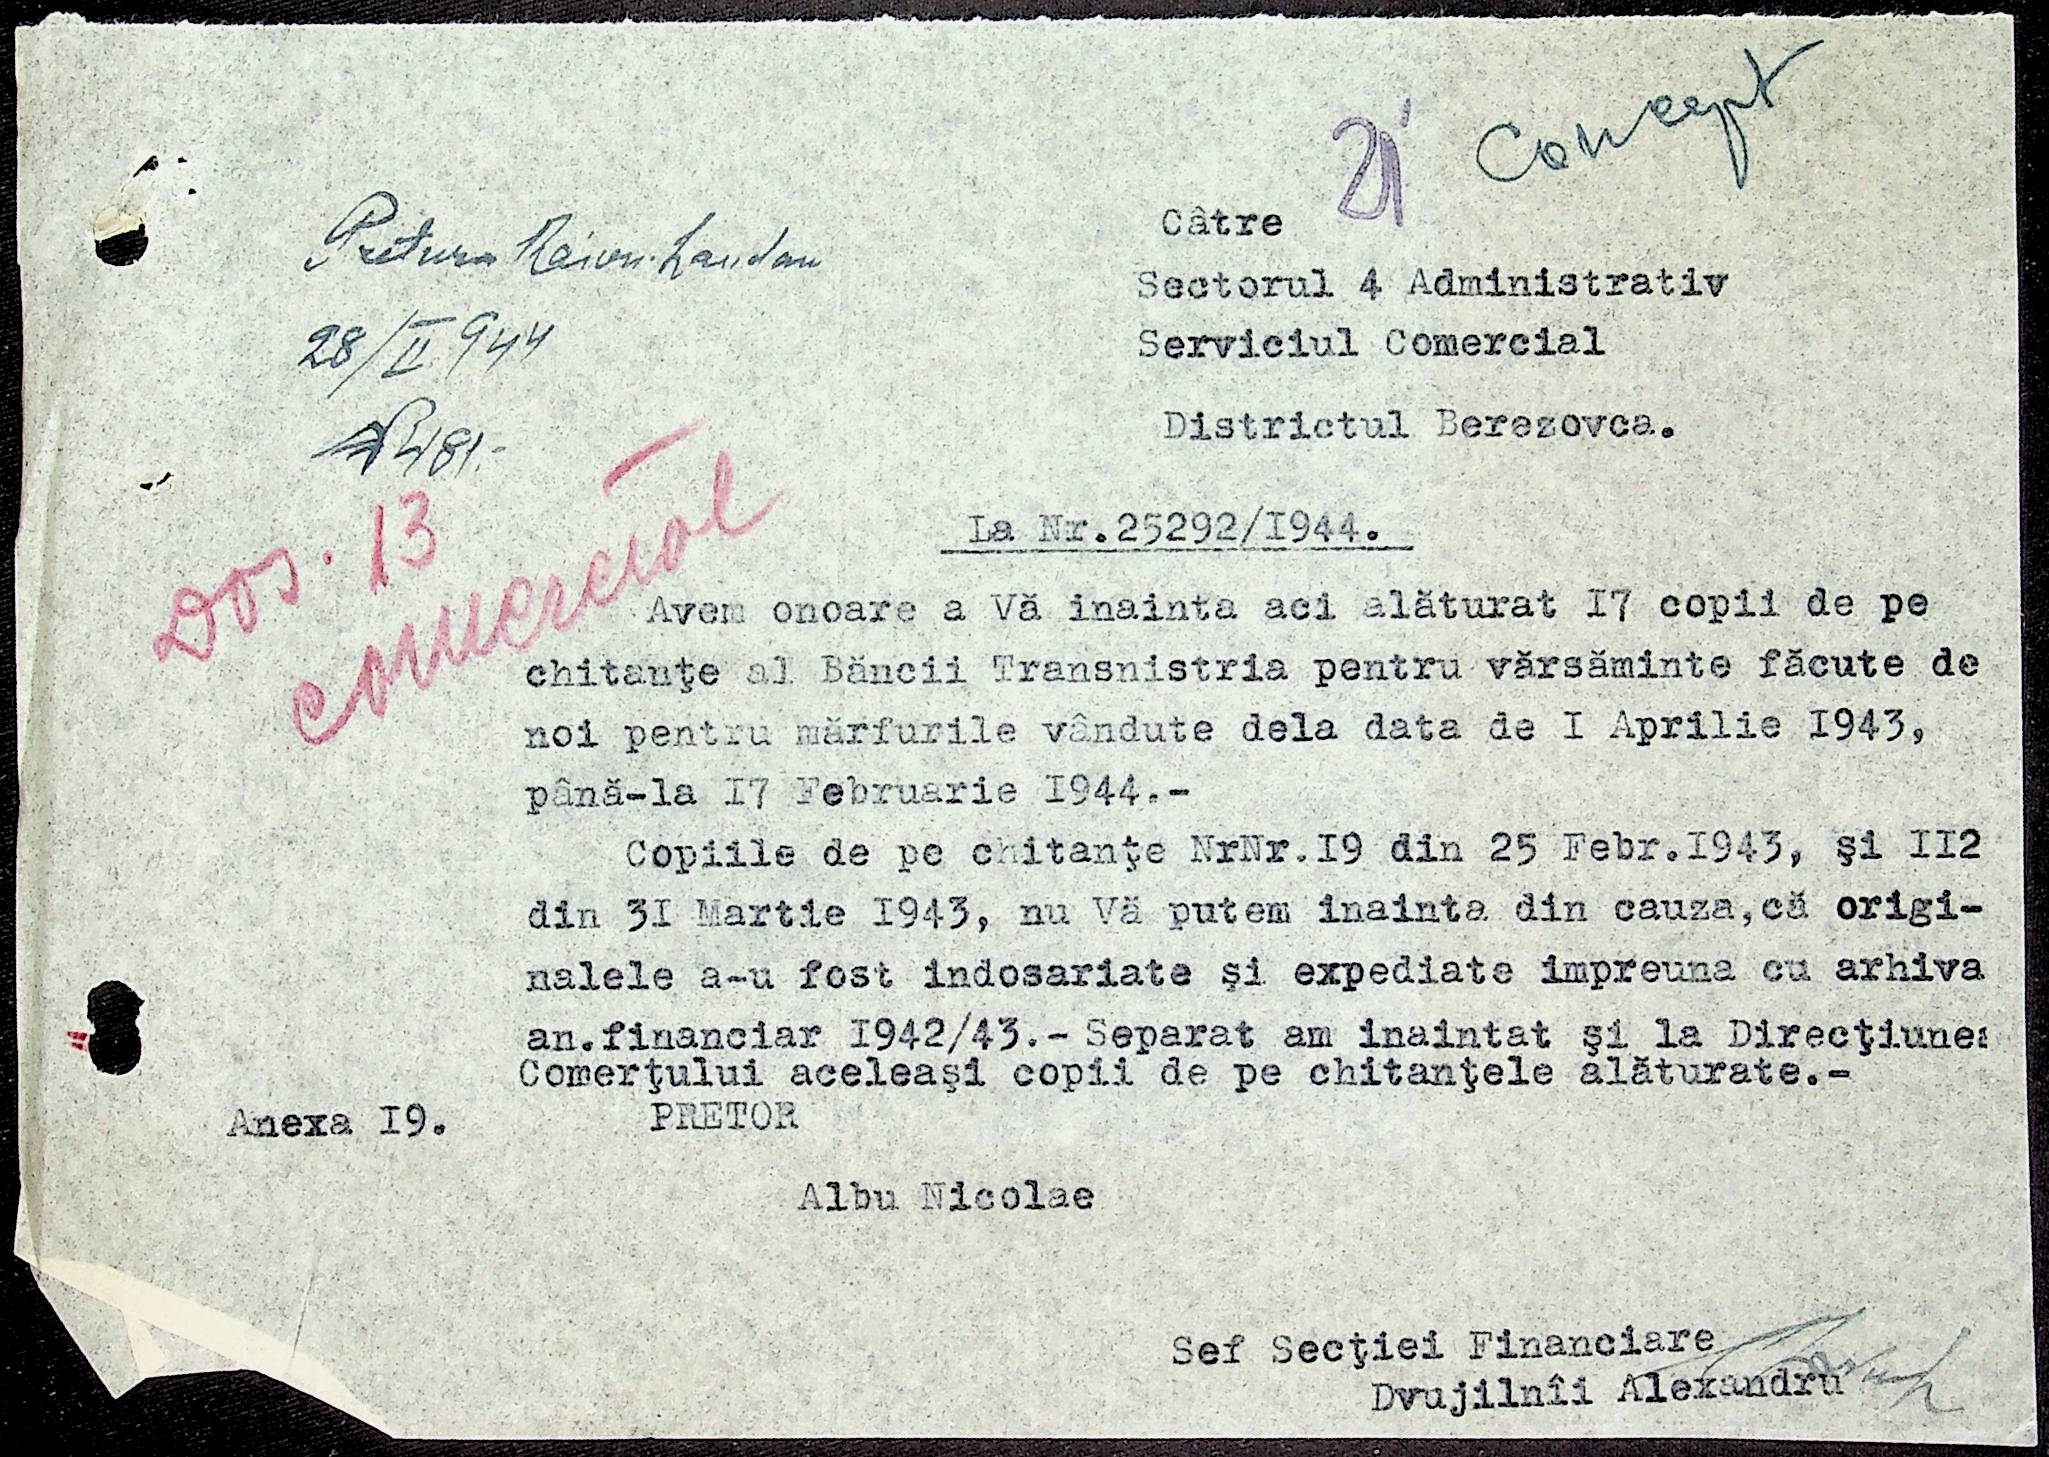 Concept
21
Pretura Raion. Landau
28/II 944
481.-
Dos. 13
comercial
Câtre
Sectorul 4 Administrativ
Serviciul Comercial
Districtul Berezovca.
La Nr.25292/I944.
Avem onoare a Vă inainta aci alăturat I7 copii de pe
chitanţe al Băncii Transnistria pentru vărsăminte făcute de
noi pentru mărfurile vândute dela data de I Aprilie I943,
până-la I7 Februarie I944.-
Copiile de pe chitanţe NrNr.I9 din 25 Febr.I943, şi II2
din 3I Martie I943, nu Vă putem inainta din cauza,că origi-
nalele a-u fost indosariate şi expediate impreuna cu arhiva
an.financiar I942/43.- Separat am inaintat şi la Direcţiunea
Comerţului aceleaşi copii de pe chitanţele alăturate.-
Anexa I9. PRETOR
Albu Nicolae
Sef Secţiei Financiare
Dvujilnîi Alexandru